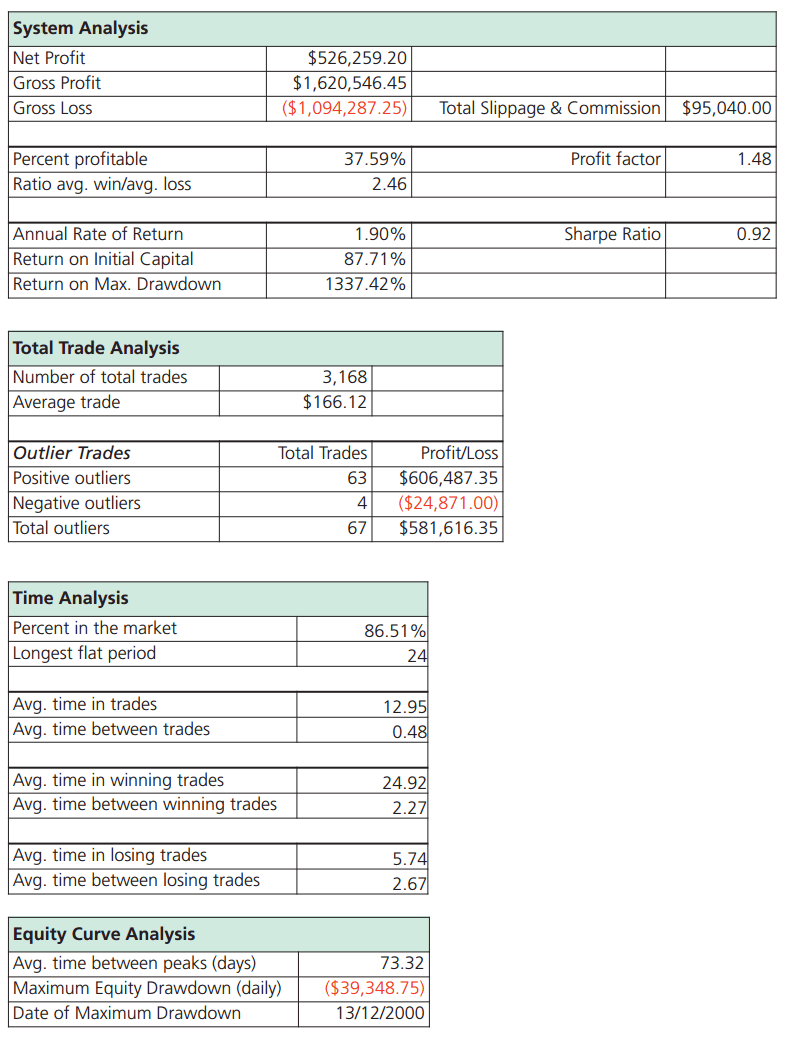 System Analysis
Net Profit $526,259.20
Gross Profit $1,620,546.45
Gross Loss ($1,094,287.25) Total Slippage & Commission $95,040.00
Percent profitable 37.59% Profit factor 1.48
Ratio avg. win/avg. loss 2.46
Annual Rate of Return 1.90% Sharpe Ratio 0.92
Return on Initial Capital 87.71%
Return on Max. Drawdown 1337.42%
Total Trade Analysis
Number of total trades 3,168
Average trade $166.12
Outlier Trades Total Trades Profit/Loss
Positive outliers 63 $606,487.35
Negative outliers 4 ($24,871.00)
Total outliers 67 $581,616.35
Time Analysis
Percent in the market 86.51%
Longest flat period 24
Avg. time in trades 12.95
Avg. time between trades 0.48
Avg. time in winning trades 24.92
Avg. time between winning trades 2.27
Avg. time in losing trades 5.74
Avg. time between losing trades 2.67
Equity Curve Analysis
Avg. time between peaks (days) 73.32
Maximum Equity Drawdown (daily) ($39,348.75)
Date of Maximum Drawdown 13/12/2000